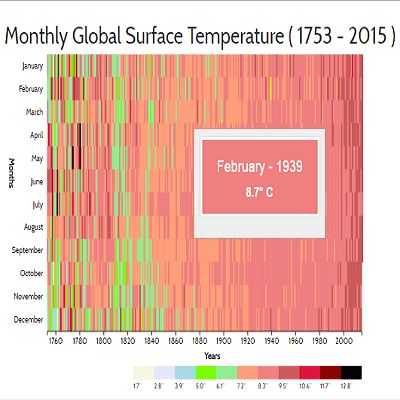 Monthly Global Surface Temperature ( 1753 - 2015 )
January
February
March
April
May
June
July
August
September
October
November
December
Months
February - 1939
8.7° C
1760 1780 1800 1820 1840 1860 1880 1900 1920 1940 1960 1980 2000
Years
1.7° 2.8° 3.9° 5.0° 6.1° 7.2° 8.3° 9.5° 10.6° 11.7° 12.8°